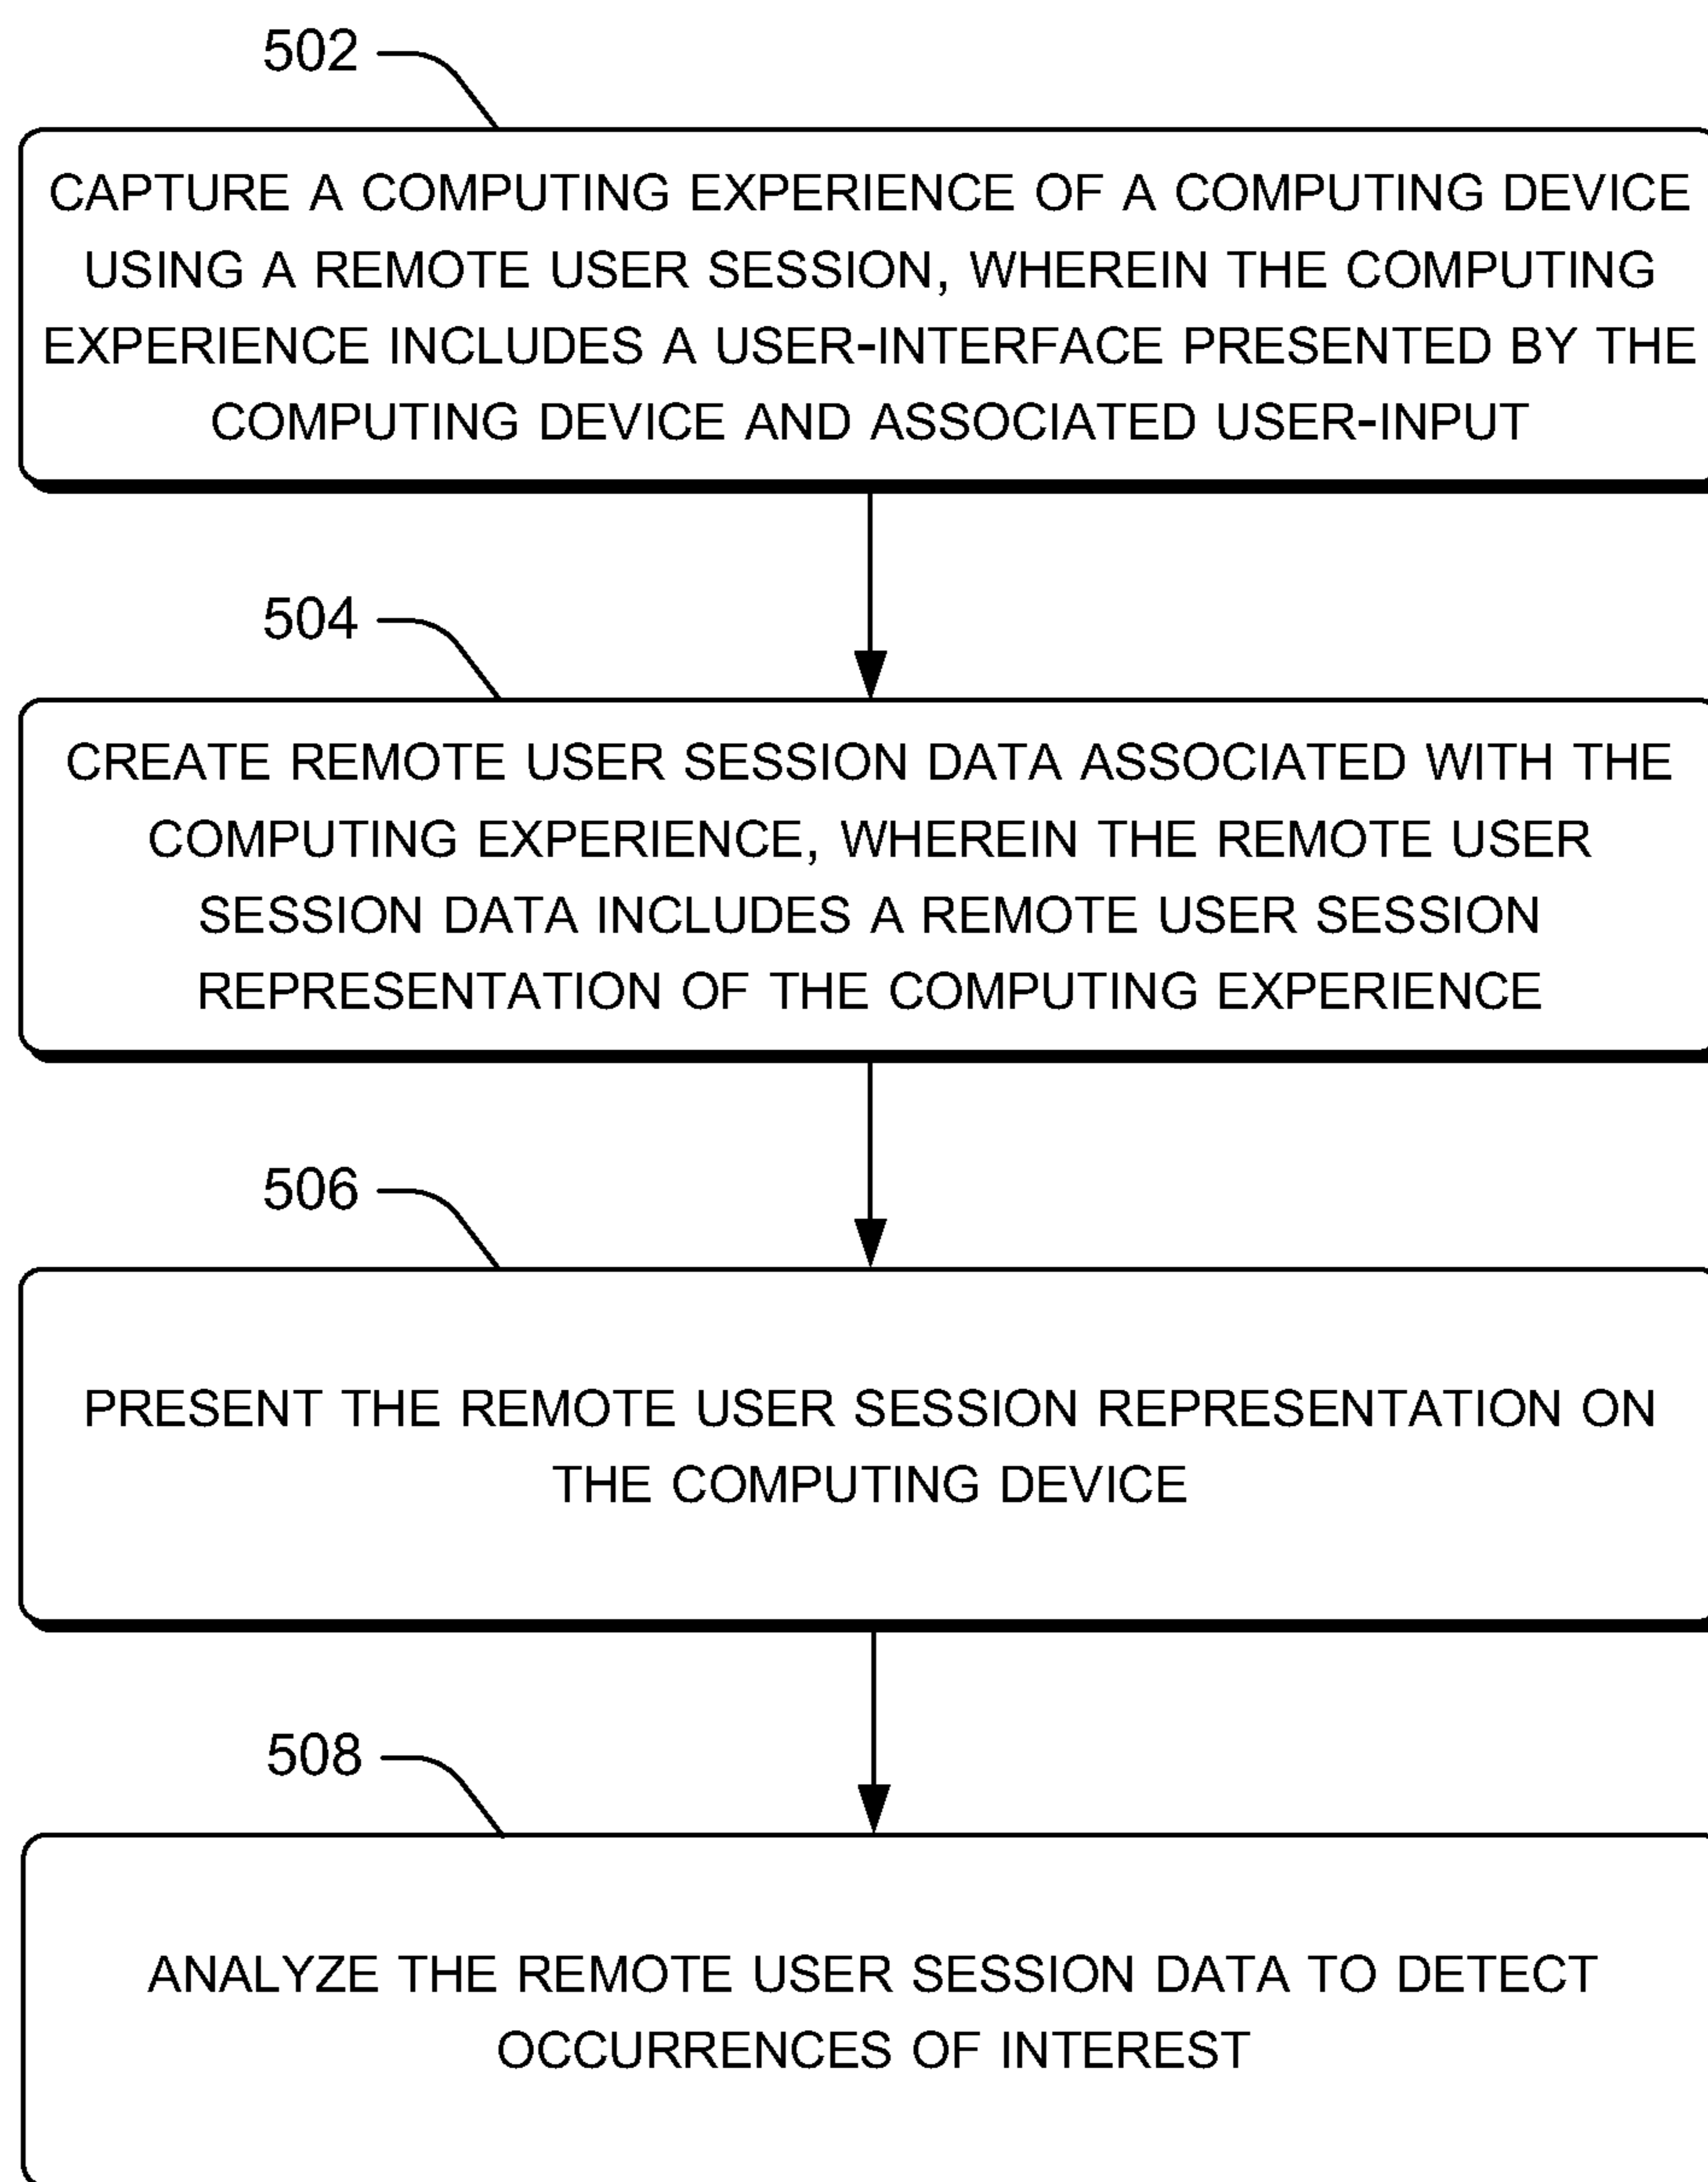 502
CAPTURE A COMPUTING EXPERIENCE OF A COMPUTING DEVICE
USING A REMOTE USER SESSION, WHEREIN THE COMPUTING
EXPERIENCE INCLUDES A USER-INTERFACE PRESENTED BY THE
COMPUTING DEVICE AND ASSOCIATED USER-INPUT
504
CREATE REMOTE USER SESSION DATA ASSOCIATED WITH THE
COMPUTING EXPERIENCE, WHEREIN THE REMOTE USER
SESSION DATA INCLUDES A REMOTE USER SESSION
REPRESENTATION OF THE COMPUTING EXPERIENCE
506
PRESENT THE REMOTE USER SESSION REPRESENTATION ON
THE COMPUTING DEVICE
508
ANALYZE THE REMOTE USER SESSION DATA TO DETECT
OCCURRENCES OF INTEREST